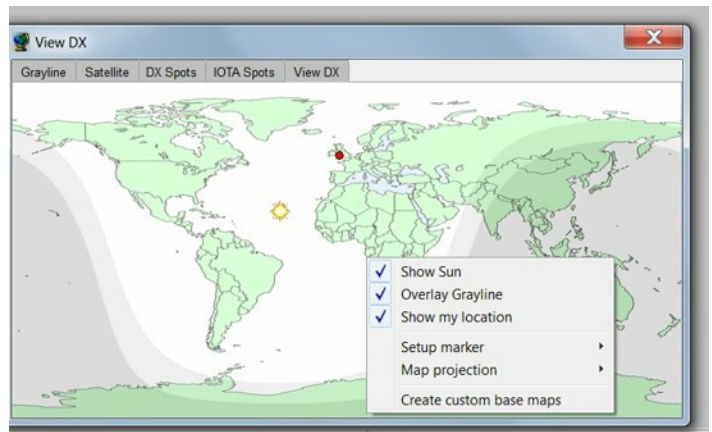 View DX
Grayline Satellite DX Spots IOTA Spots View DX
Show Sun
Overlay Grayline
Show my location
Setup marker
Map projection
Create custom base maps